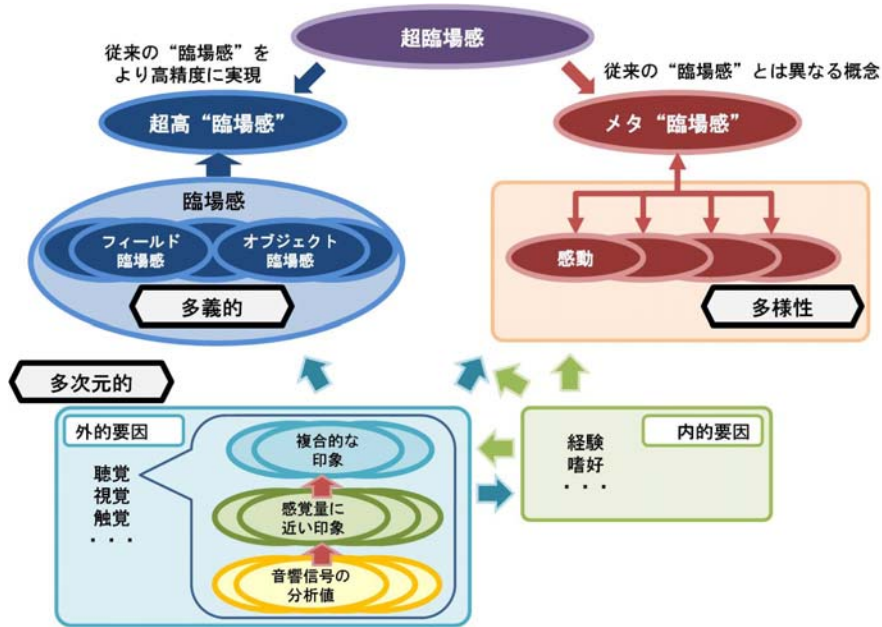 超臨場感
従来の“臨場感”を
より高精度に実現
従来の“臨場感”とは異なる概念
超高“臨場感”
メタ“臨場感”
臨場感
フィールド
臨場感
オブジェクト
臨場感
多義的
感動
多様性
多次元的
外的要因
聴覚
視覚
触覚
・・・
複合的な
印象
感覚量に
近い印象
音響信号の
分析値
内的要因
経験
嗜好
・・・